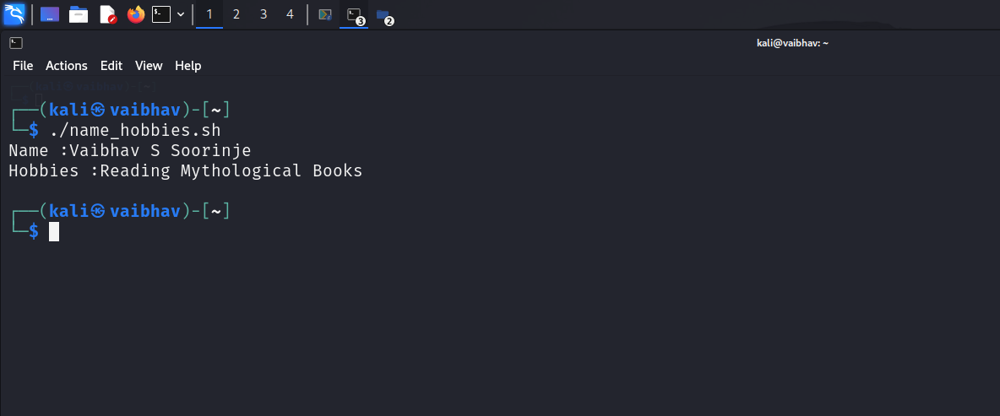 1 2 3 4
3 2
kali@vaibhav: ~
File Actions Edit View Help
┌──(kali㉿vaibhav)-[~]
└─$ ./name_hobbies.sh
Name :Vaibhav S Soorinje
Hobbies :Reading Mythological Books
┌──(kali㉿vaibhav)-[~]
└─$